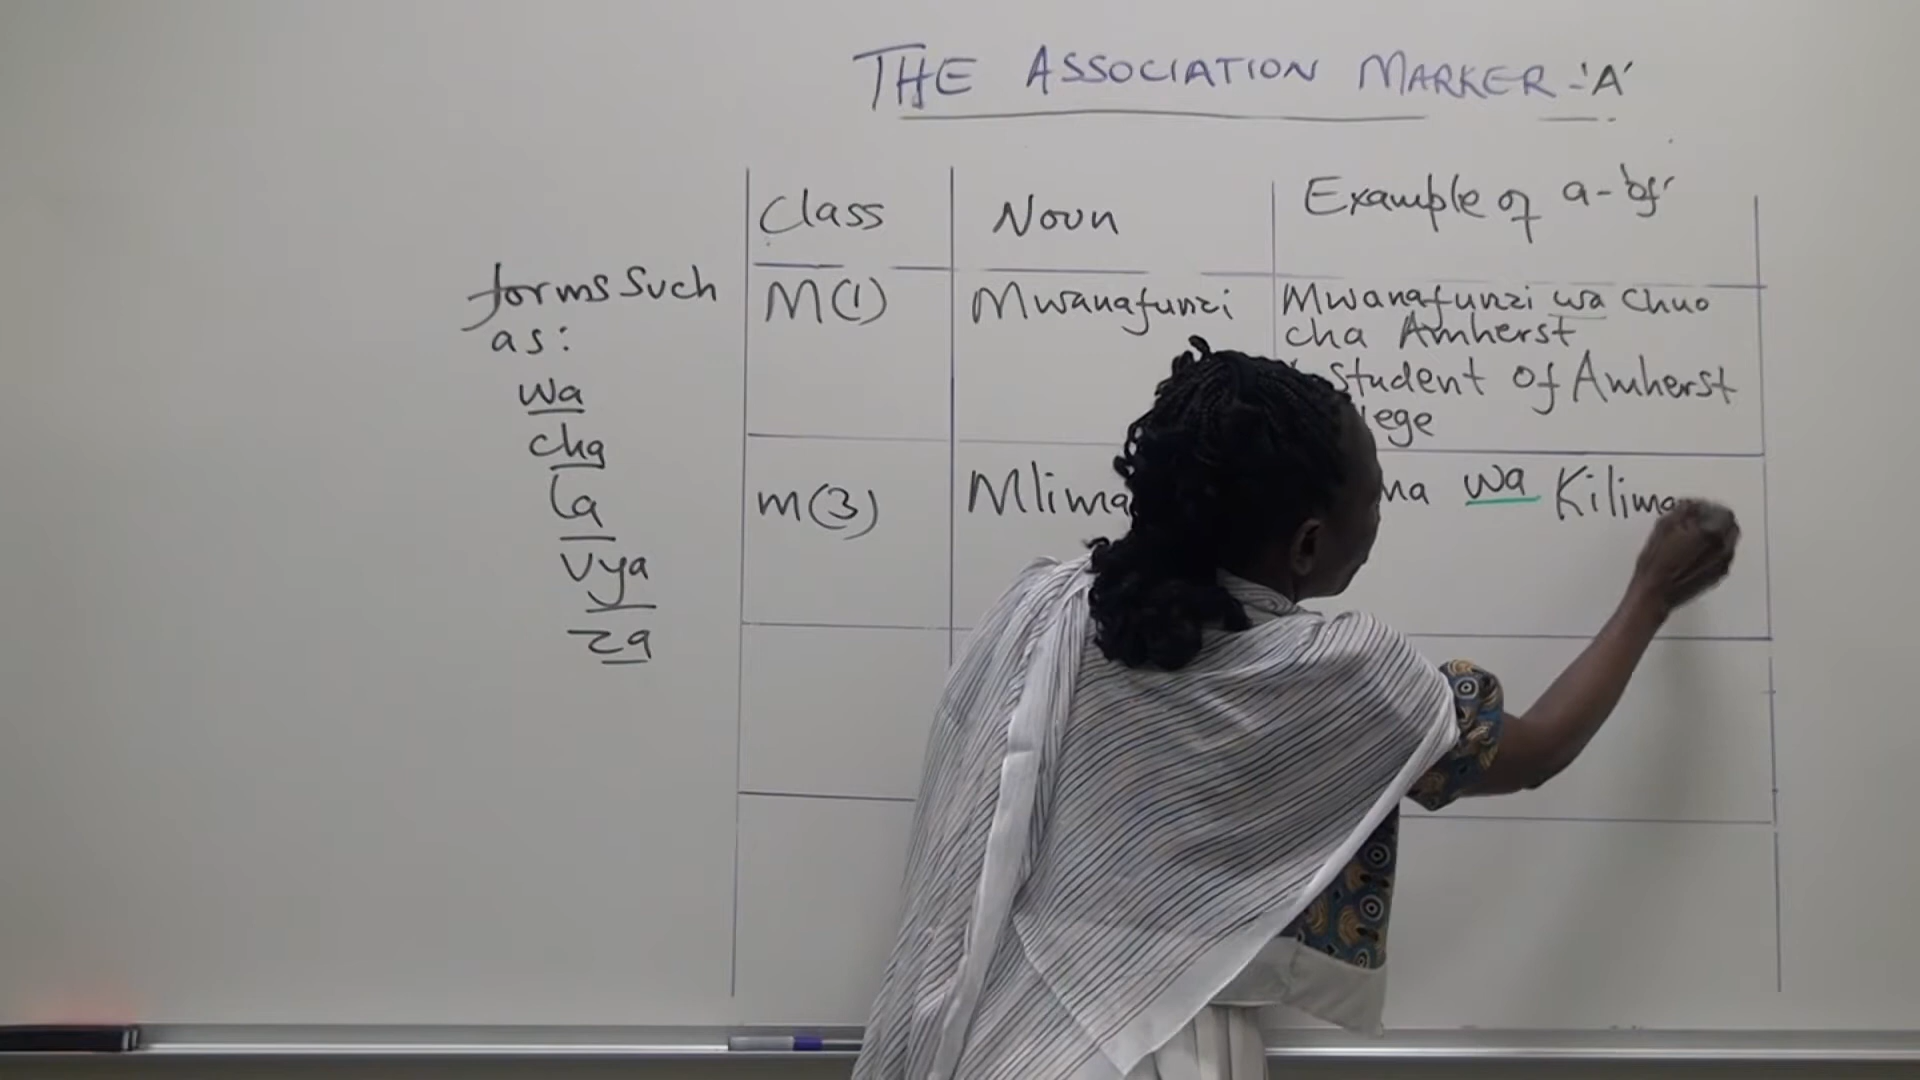 THE ASSOCIATION MARKER -'A'
Class Noun Example of a-'of'
forms such
as:
wa
cha
la
vya
za
M(1) Mwanafunzi Mwanafunzi wa chuo
cha Amherst
student of Amherst
lege
m(3) Mlima ma wa Kilima